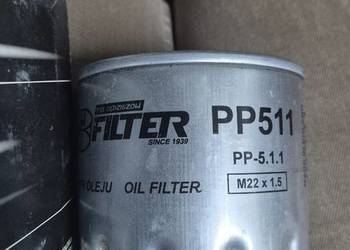 FILTER PP511
SINCE 1939
PP-5.1.1
OLEJU OIL FILTER M22 x 1.5